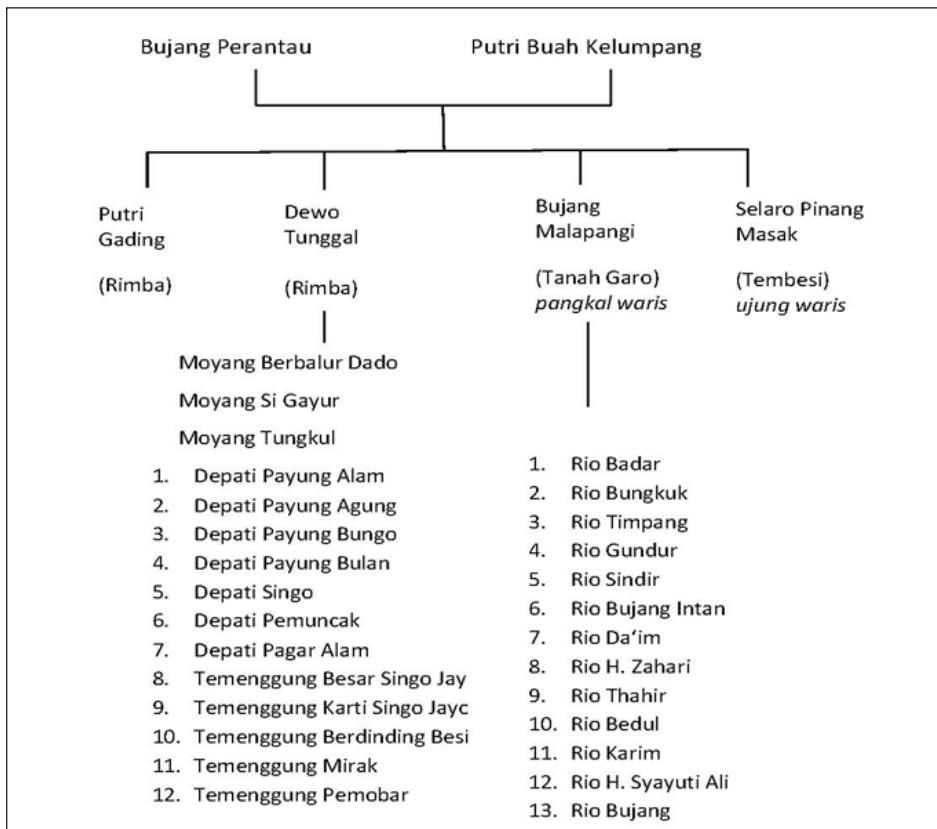 Bujang Perantau
Putri Buah Kelumpang
Putri
Gading
(Rimba)
Dewo
Tunggal
(Rimba)
Bujang
Malapangi
(Tanah Garo)
pangkal waris
Selaro Pinang
Masak
(Tembesi)
ujung waris
Moyang Berbalur Dado
Moyang Si Gayur
Moyang Tungkul
1. Depati Payung Alam
2. Depati Payung Agung
3. Depati Payung Bungo
4. Depati Payung Bulan
5. Depati Singo
6. Depati Pemuncak
7. Depati Pagar Alam
8. Temenggung Besar Singo Jay
9. Temenggung Karti Singo Jayc
10. Temenggung Berdinding Besi
11. Temenggung Mirak
12. Temenggung Pemobar
1. Rio Badar
2. Rio Bungkuk
3. Rio Timpang
4. Rio Gundur
5. Rio Sindir
6. Rio Bujang Intan
7. Rio Da‘im
8. Rio H. Zahari
9. Rio Thahir
10. Rio Bedul
11. Rio Karim
12. Rio H. Syayuti Ali
13. Rio Bujang